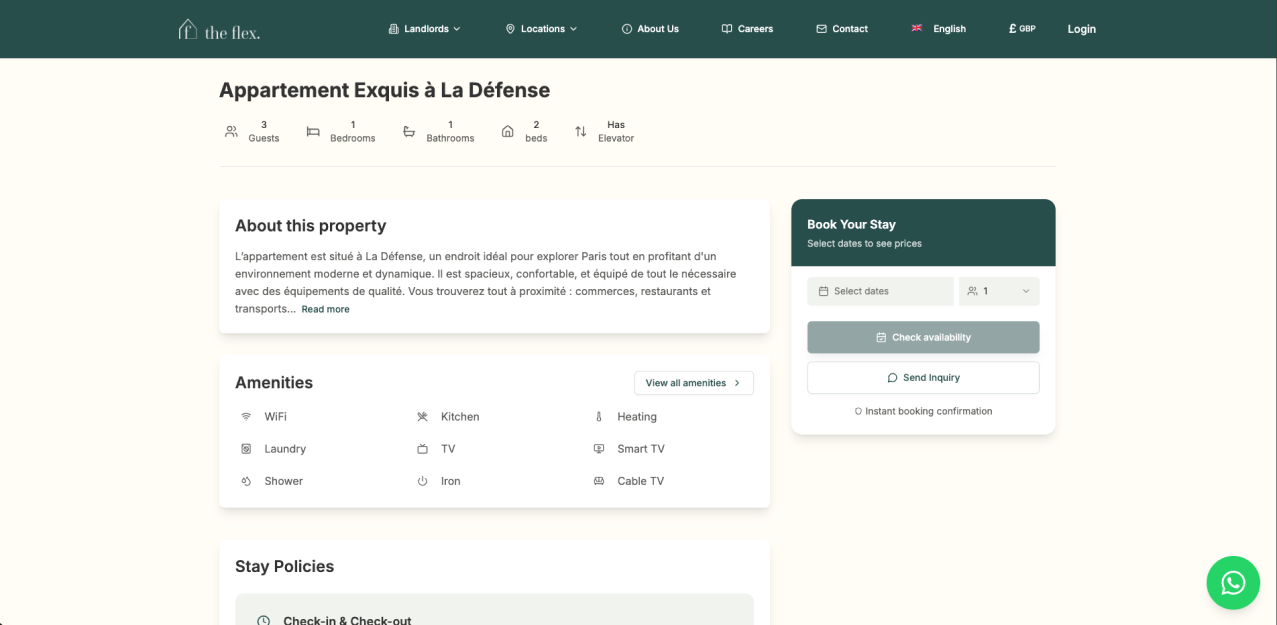 the flex.
Landlords
Locations
About Us
Careers
Contact
English
£ GBP
Login
Appartement Exquis à La Défense
3
Guests
1
Bedrooms
1
Bathrooms
2
beds
Has
Elevator
About this property
L'appartement est situé à La Défense, un endroit idéal pour explorer Paris tout en profitant d'un
environnement moderne et dynamique. Il est spacieux, confortable, et équipé de tout le nécessaire
avec des équipements de qualité. Vous trouverez tout à proximité : commerces, restaurants et
transports... Read more
Book Your Stay
Select dates to see prices
Select dates
1
Check availability
Send Inquiry
Instant booking confirmation
Amenities
View all amenities
WiFi
Kitchen
Heating
Laundry
TV
Smart TV
Shower
Iron
Cable TV
Stay Policies
Check-in & Check-out